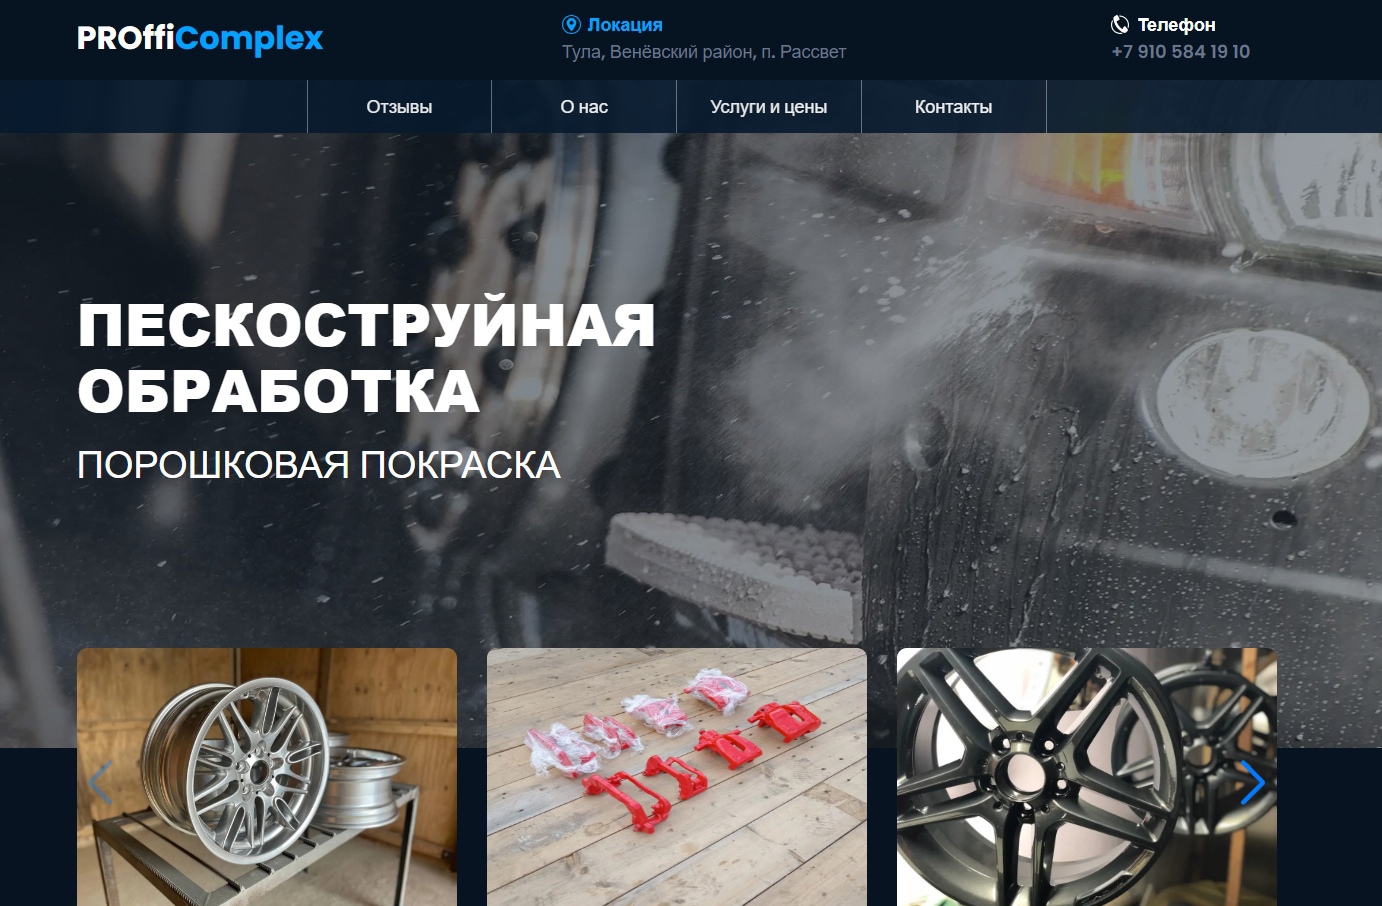 PROffiComplex
Локация
Тула, Венёвский район, п. Рассвет
Телефон
+7 910 584 19 10
Отзывы
О нас
Услуги и цены
Контакты
ПЕСКОСТРУЙНАЯ
ОБРАБОТКА
ПОРОШКОВАЯ ПОКРАСКА